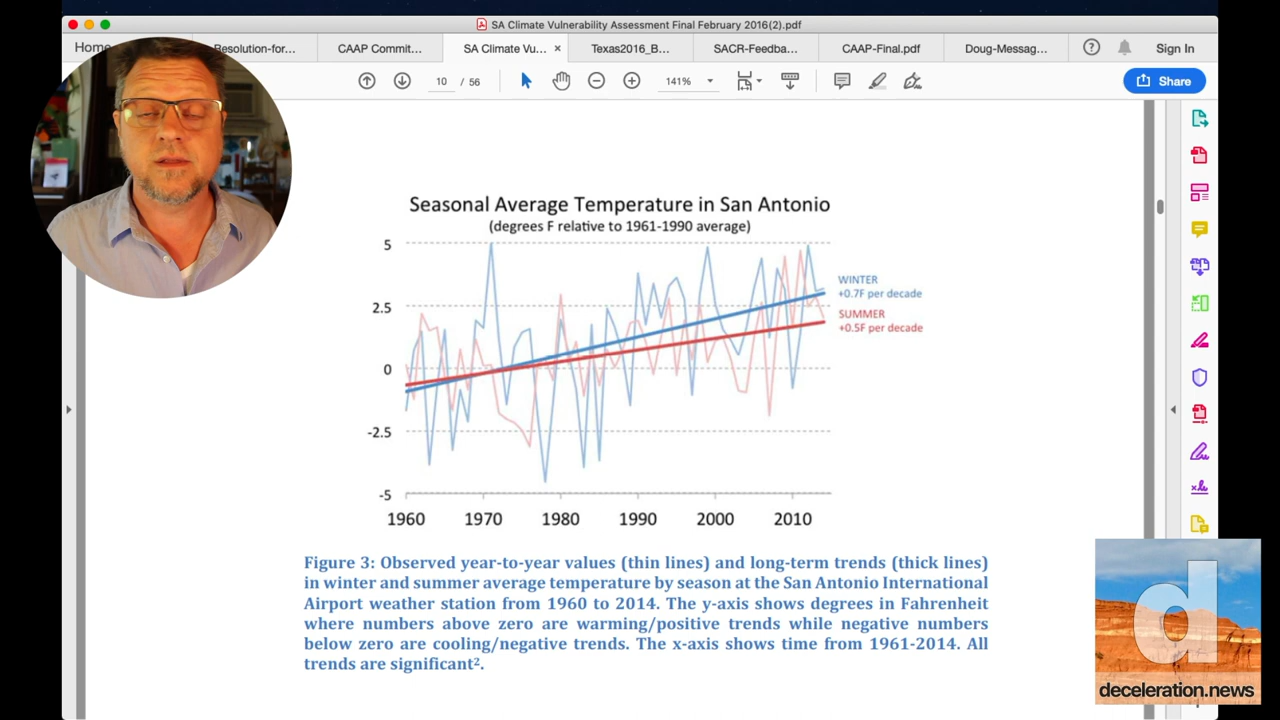 SA Climate Vulnerability Assessment Final February 2016(2).pdf
Home
Resolution-for...
CAAP Commit...
SA Climate Vu...
Texas2016_B...
SACR-Feedba...
CAAP-Final.pdf
Doug-Messag...
Sign In
10 / 56
141%
Share
Seasonal Average Temperature in San Antonio
(degrees F relative to 1961-1990 average)
5
2.5
0
-2.5
-5
WINTER
+0.7F per decade
SUMMER
+0.5F per decade
1960 1970 1980 1990 2000 2010
Figure 3: Observed year-to-year values (thin lines) and long-term trends (thick lines)
in winter and summer average temperature by season at the San Antonio International
Airport weather station from 1960 to 2014. The y-axis shows degrees in Fahrenheit
where numbers above zero are warming/positive trends while negative numbers
below zero are cooling/negative trends. The x-axis shows time from 1961-2014. All
trends are significant².
d
deceleration.news